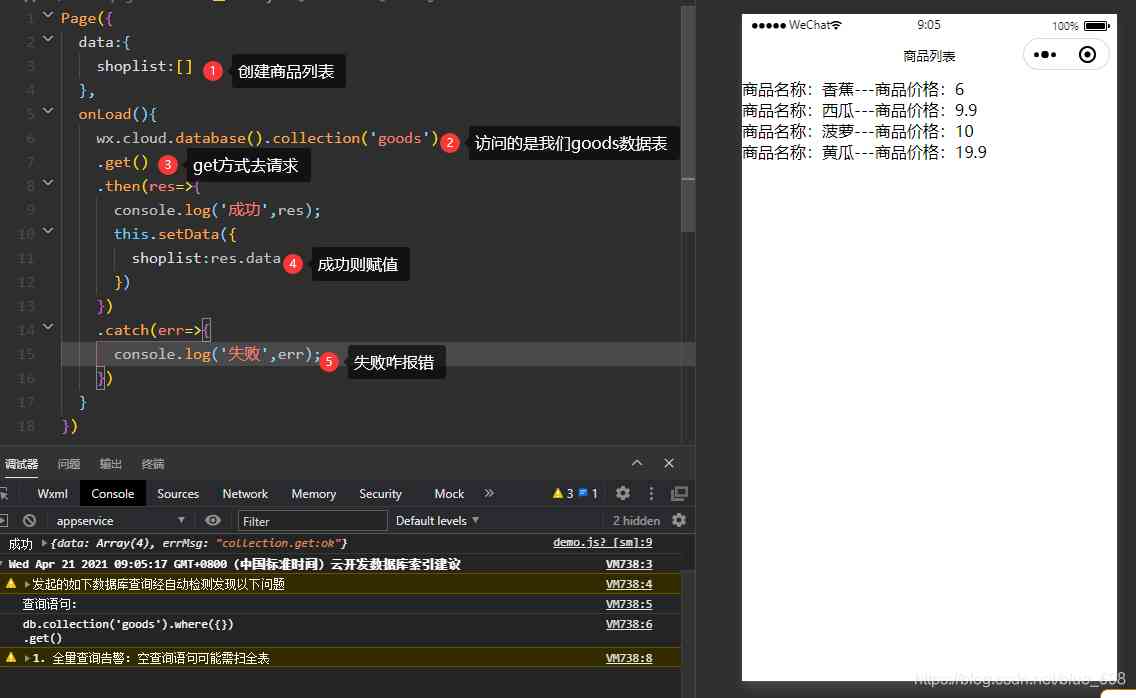 1 Page({
2 data:{
3 shoplist:[] 1 创建商品列表
4 },
5 onLoad(){
6 wx.cloud.database().collection('goods') 2 访问的是我们goods数据表
7 .get() 3 get方式去请求
8 .then(res=>{
9 console.log('成功',res);
10 this.setData({
11 shoplist:res.data 4 成功则赋值
12 })
13 })
14 .catch(err=>{
15 console.log('失败',err); 5 失败咋报错
16 })
17 }
18 })
调试器 问题 输出 终端
Wxml Console Sources Network Memory Security Mock » 3 1
appservice Filter Default levels 2 hidden
成功 {data: Array(4), errMsg: "collection.get:ok"} demo.js? [sm]:9
Wed Apr 21 2021 09:05:17 GMT+0800 (中国标准时间) 云开发数据库索引建议 VM738:3
发起的如下数据库查询经自动检测发现以下问题 VM738:4
查询语句: VM738:5
db.collection('goods').where({}) VM738:6
.get()
1. 全量查询告警: 空查询语句可能需扫全表 VM738:8
WeChat 9:05 100%
商品列表
商品名称：香蕉---商品价格：6
商品名称：西瓜---商品价格：9.9
商品名称：菠萝---商品价格：10
商品名称：黄瓜---商品价格：19.9